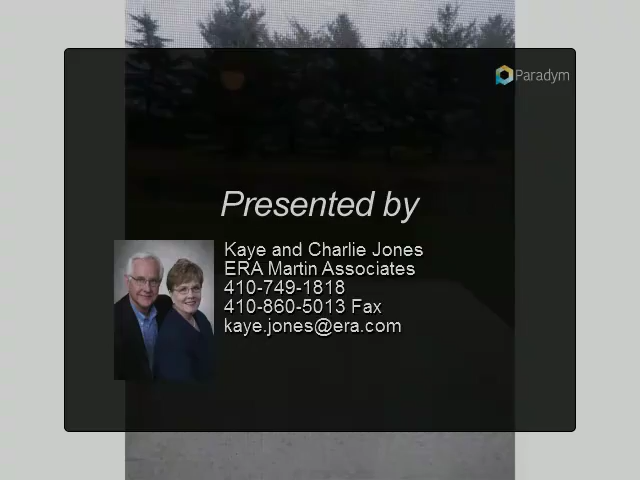 Paradym
Presented by
Kaye and Charlie Jones
ERA Martin Associates
410-749-1818
410-860-5013 Fax
kaye.jones@era.com